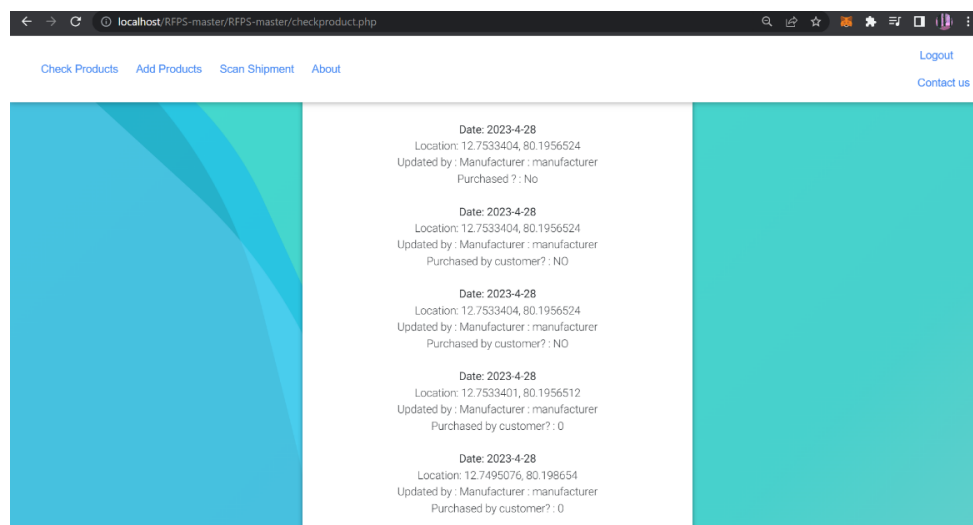 localhost/RFPS-master/RFPS-master/checkproduct.php
Check Products Add Products Scan Shipment About
Logout
Contact us
Date: 2023-4-28
Location: 12.7533404, 80.1956524
Updated by : Manufacturer : manufacturer
Purchased ? : No
Date: 2023-4-28
Location: 12.7533404, 80.1956524
Updated by : Manufacturer : manufacturer
Purchased by customer? : NO
Date: 2023-4-28
Location: 12.7533404, 80.1956524
Updated by : Manufacturer : manufacturer
Purchased by customer? : NO
Date: 2023-4-28
Location: 12.7533401, 80.1956512
Updated by : Manufacturer : manufacturer
Purchased by customer? : 0
Date: 2023-4-28
Location: 12.7495076, 80.198654
Updated by : Manufacturer : manufacturer
Purchased by customer? : 0